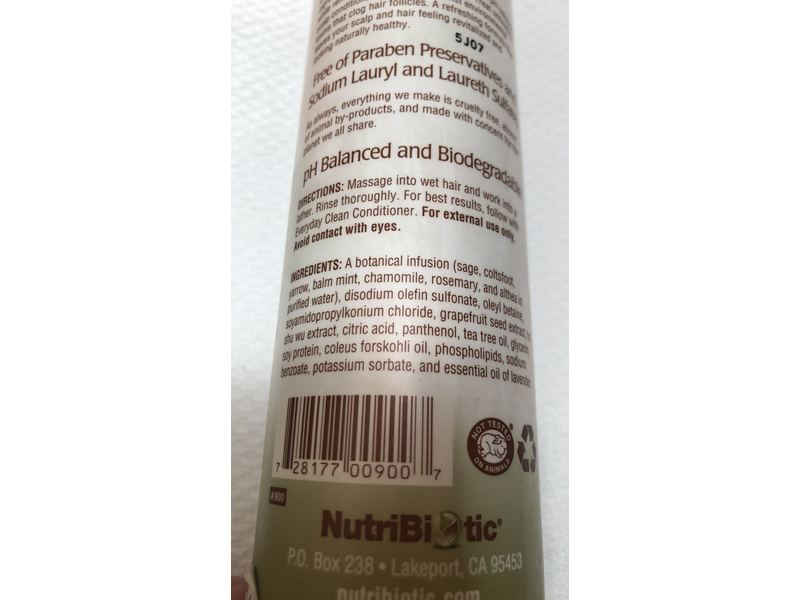 that clog hair follicles. A refreshing
your scalp and hair feeling revitalized and
naturally healthy.
5J07
Free of Paraben Preservatives
Sodium Lauryl and Laureth
As always, everything we make is cruelty free,
of animal by-products, and made with concern for
planet we all share.
pH Balanced and Biodegradable
DIRECTIONS: Massage into wet hair and work into a
lather. Rinse thoroughly. For best results, follow with
Everyday Clean Conditioner. For external use only.
Avoid contact with eyes.
INGREDIENTS: A botanical infusion (sage, coltsfoot,
yarrow, balm mint, chamomile, rosemary, and althea in
purified water), disodium olefin sulfonate, oleyl betaine,
soyamidopropylkonium chloride, grapefruit seed extract,
shu wu extract, citric acid, panthenol, tea tree oil, glycerin,
soy protein, coleus forskohli oil, phospholipids, sodium
benzoate, potassium sorbate, and essential oil of lavender.
NOT TESTED
ON ANIMALS
7 28177 00900 7
#900
NutriBiotic®
P.O. Box 238 • Lakeport, CA 95453
nutribiotic.com